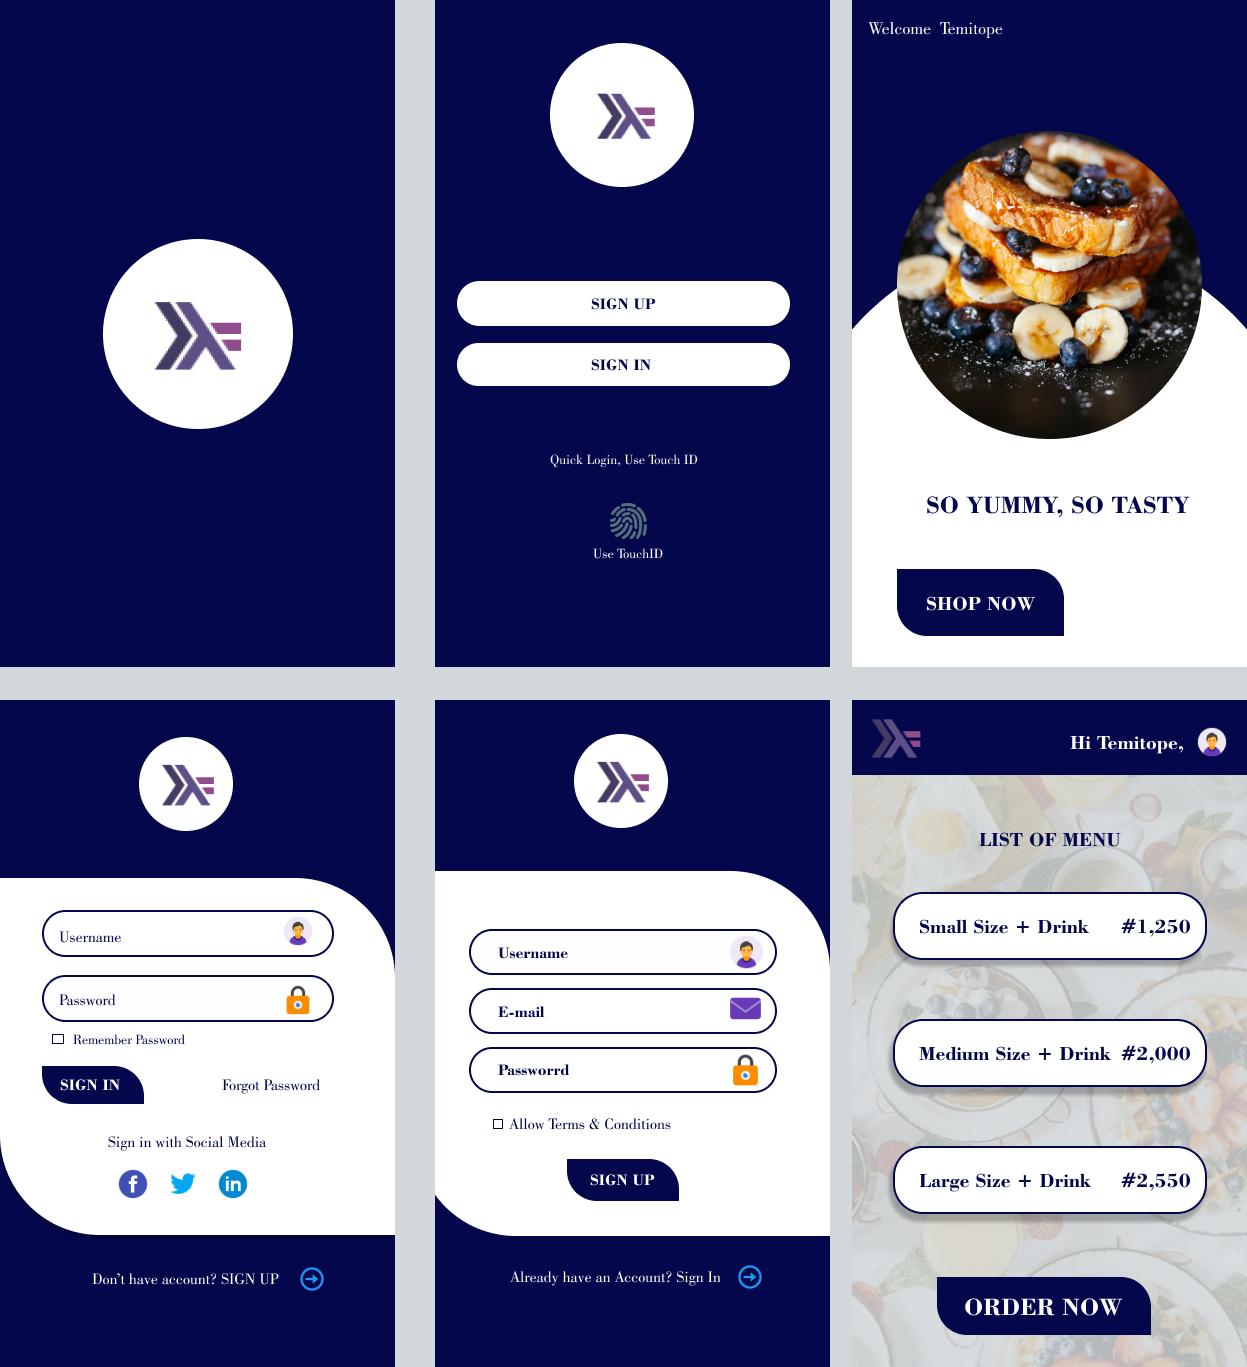 SIGN UP
SIGN IN
Quick Login, Use Touch ID
Use TouchID
Welcome Temitope
SO YUMMY, SO TASTY
SHOP NOW
Username
Password
Remember Password
SIGN IN
Forgot Password
Sign in with Social Media
f
in
Don't have account? SIGN UP
Username
E-mail
Passworrd
Allow Terms & Conditions
SIGN UP
Already have an Account? Sign In
Hi Temitope,
LIST OF MENU
Small Size + Drink #1,250
Medium Size + Drink #2,000
Large Size + Drink #2,550
ORDER NOW